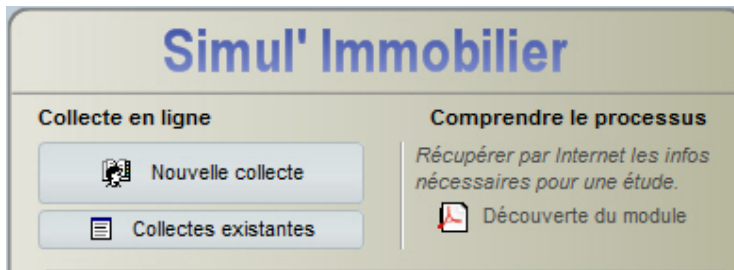 Simul' Immobilier
Collecte en ligne
Nouvelle collecte
Collectes existantes
Comprendre le processus
Récupérer par Internet les infos
nécessaires pour une étude.
Découverte du module